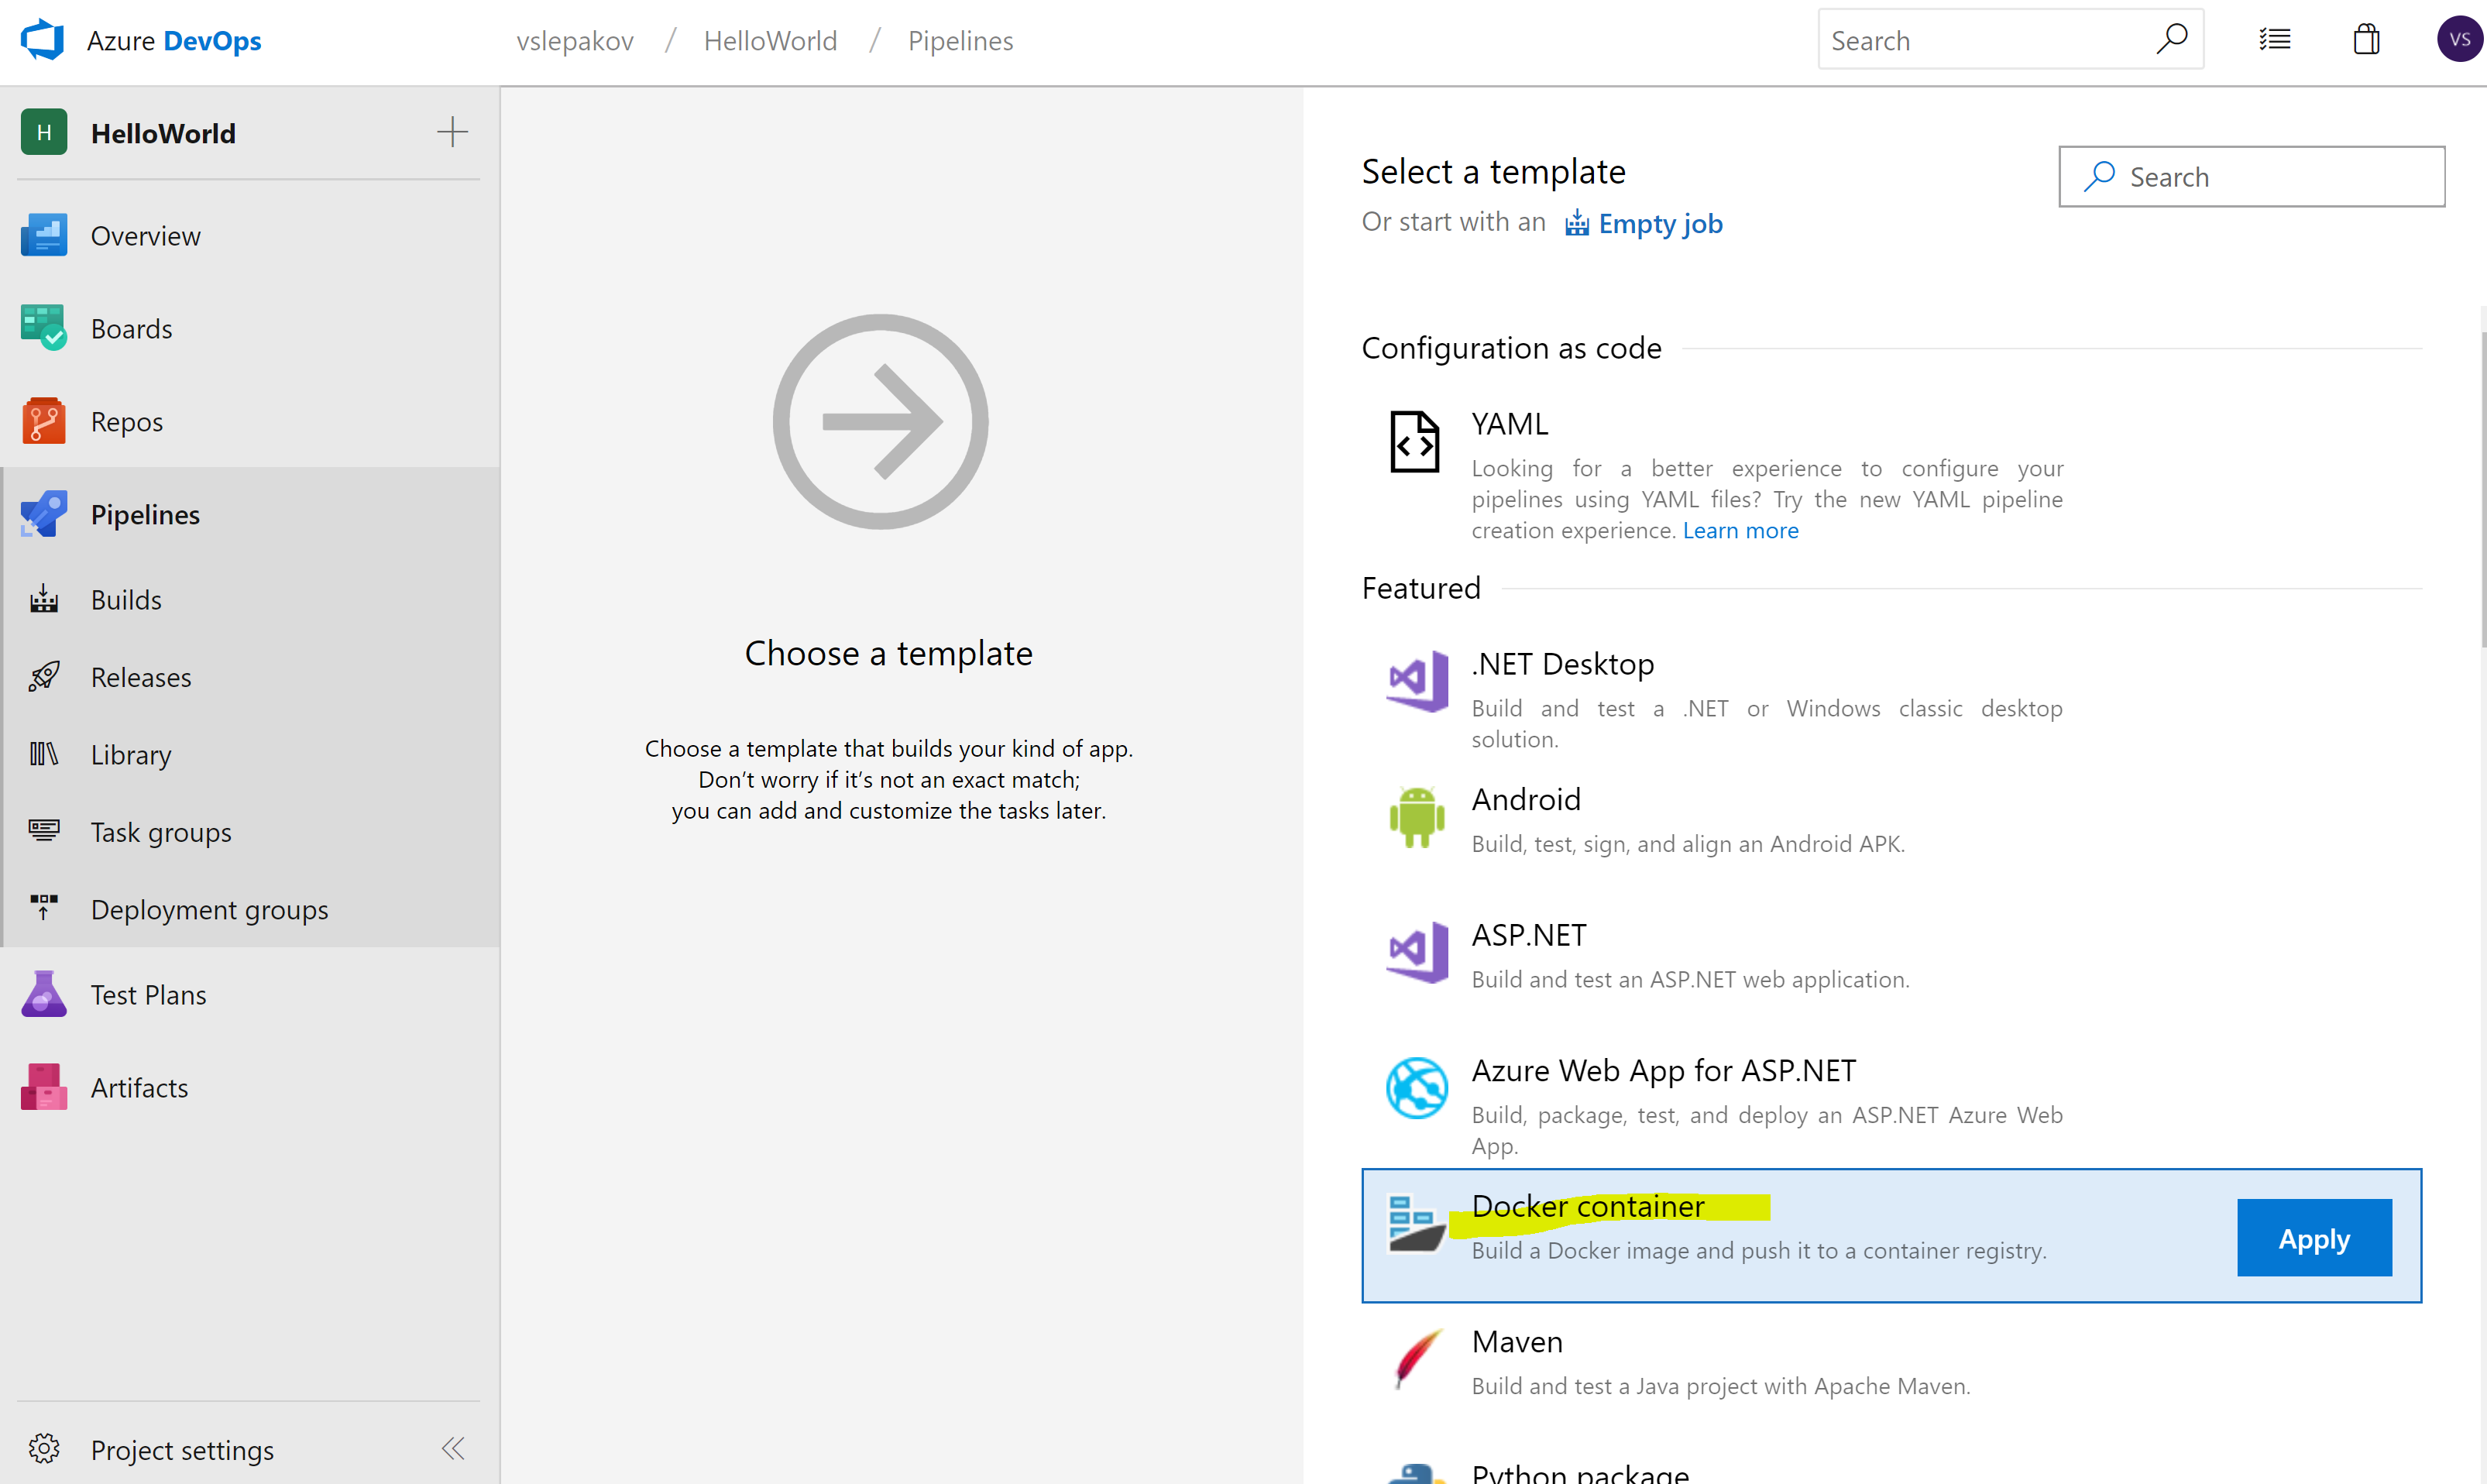 Azure DevOps
vslepakov / HelloWorld / Pipelines
Search
VS
H HelloWorld
Overview
Boards
Repos
Pipelines
Builds
Releases
Library
Task groups
Deployment groups
Test Plans
Artifacts
Project settings
Choose a template
Choose a template that builds your kind of app.
Don’t worry if it’s not an exact match;
you can add and customize the tasks later.
Select a template
Search
Or start with an Empty job
Configuration as code
YAML
Looking for a better experience to configure your
pipelines using YAML files? Try the new YAML pipeline
creation experience. Learn more
Featured
.NET Desktop
Build and test a .NET or Windows classic desktop
solution.
Android
Build, test, sign, and align an Android APK.
ASP.NET
Build and test an ASP.NET web application.
Azure Web App for ASP.NET
Build, package, test, and deploy an ASP.NET Azure Web
App.
Docker container
Build a Docker image and push it to a container registry.
Apply
Maven
Build and test a Java project with Apache Maven.
Python package